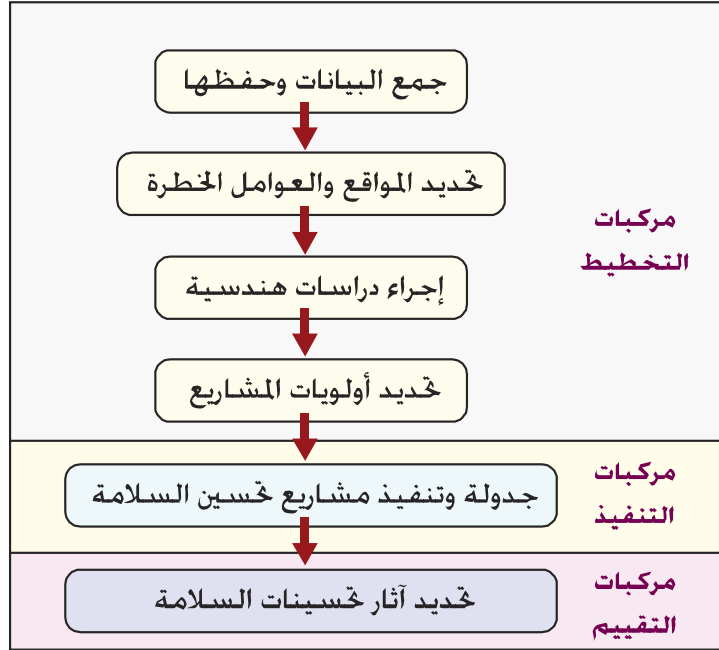 جمع البيانات وحفظها
تحديد المواقع والعوامل الخطرة
مركبات
التخطيط
إجراء دراسات هندسية
تحديد أولويات المشاريع
مركبات
التنفيذ
جدولة وتنفيذ مشاريع تحسين السلامة
مركبات
التقييم
تحديد آثار تحسينات السلامة